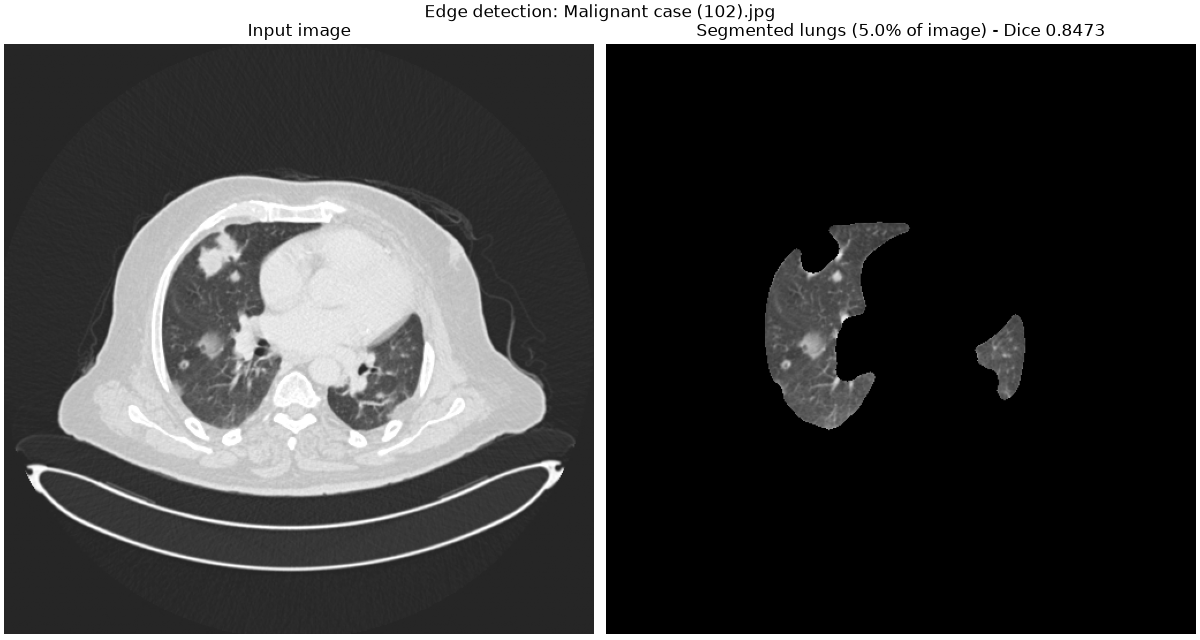 Edge detection: Malignant case (102).jpg
Input image
Segmented lungs (5.0% of image) - Dice 0.8473